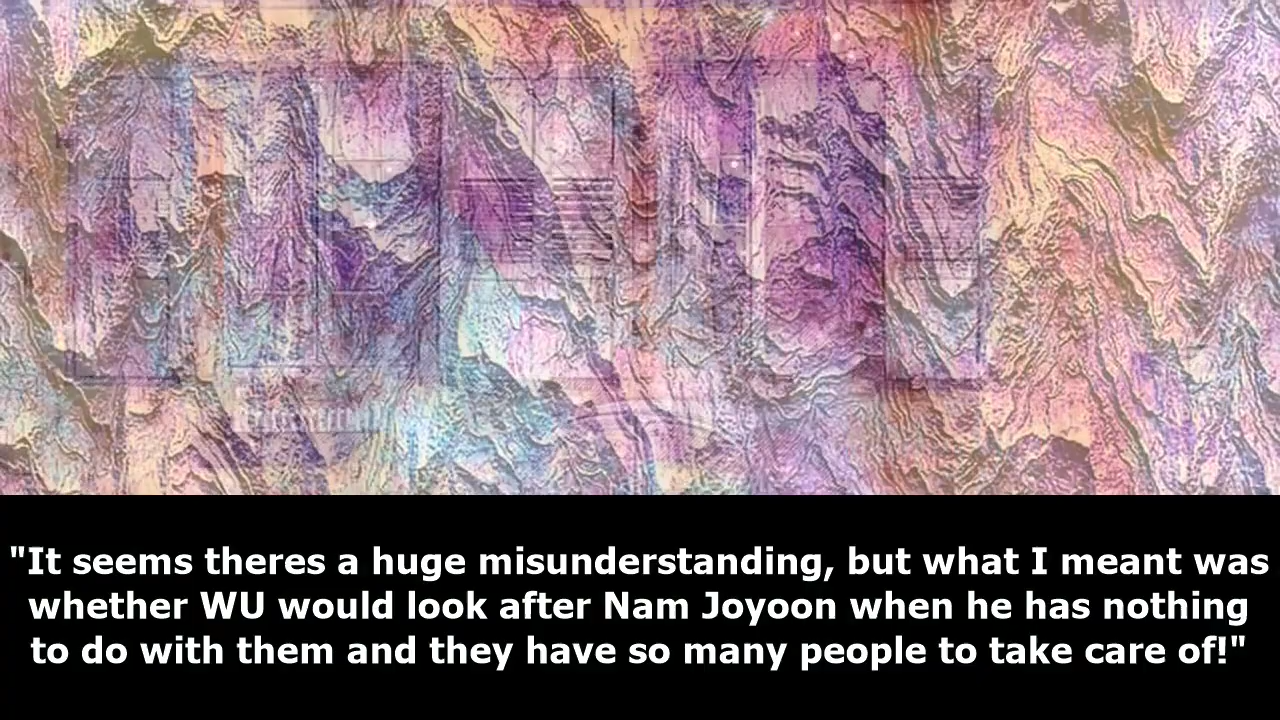 "It seems theres a huge misunderstanding, but what I meant was
whether WU would look after Nam Joyoon when he has nothing
to do with them and they have so many people to take care of!"